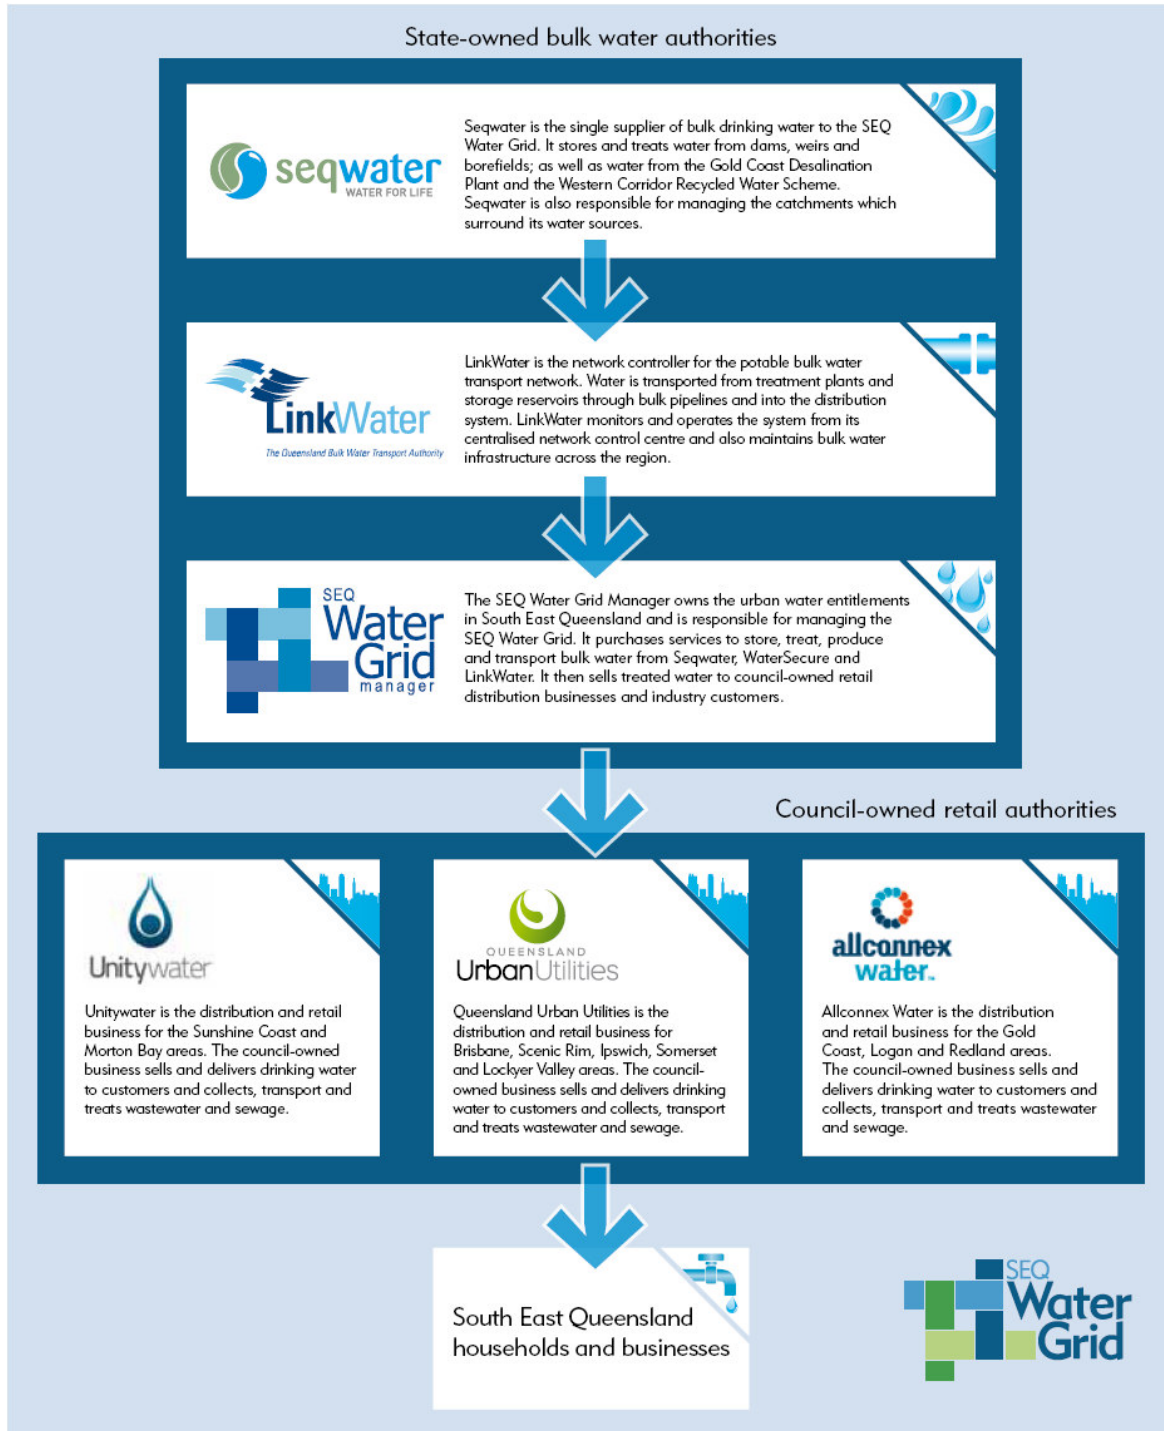 State-owned bulk water authorities
seqwater
WATER FOR LIFE
Seqwater is the single supplier of bulk drinking water to the SEQ
Water Grid. It stores and treats water from dams, weirs and
borefields; as well as water from the Gold Coast Desalination
Plant and the Western Corridor Recycled Water Scheme.
Seqwater is also responsible for managing the catchments which
surround its water sources.
LinkWater
The Queensland Bulk Water Transport Authority
LinkWater is the network controller for the potable bulk water
transport network. Water is transported from treatment plants and
storage reservoirs through bulk pipelines and into the distribution
system. LinkWater monitors and operates the system from its
centralised network control centre and also maintains bulk water
infrastructure across the region.
SEQ
Water
Grid
manager
The SEQ Water Grid Manager owns the urban water entitlements
in South East Queensland and is responsible for managing the
SEQ Water Grid. It purchases services to store, treat, produce
and transport bulk water from Seqwater, WaterSecure and
LinkWater. It then sells treated water to council-owned retail
distribution businesses and industry customers.
Council-owned retail authorities
Unitywater
Unitywater is the distribution and retail
business for the Sunshine Coast and
Morton Bay areas. The council-owned
business sells and delivers drinking water
to customers and collects, transport and
treats wastewater and sewage.
QUEENSLAND
UrbanUtilities
Queensland Urban Utilities is the
distribution and retail business for
Brisbane, Scenic Rim, Ipswich, Somerset
and Lockyer Valley areas. The council-
owned business sells and delivers drinking
water to customers and collects, transport
and treats wastewater and sewage.
allconnex
water™
Allconnex Water is the distribution
and retail business for the Gold
Coast, Logan and Redland areas.
The council-owned business sells and
delivers drinking water to customers and
collects, transport and treats wastewater
and sewage.
South East Queensland
households and businesses
SEQ
Water
Grid